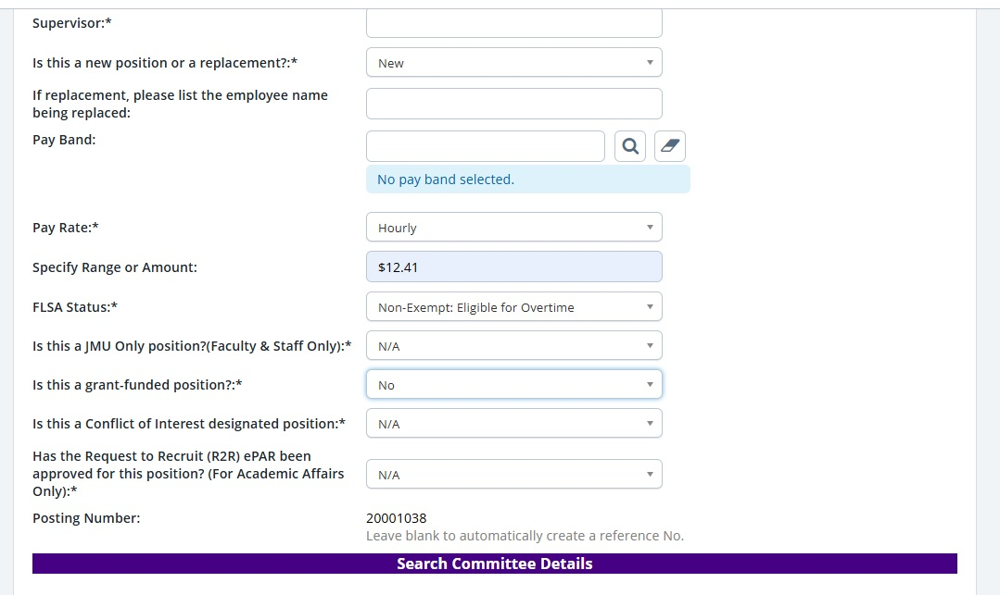 Supervisor:*
Is this a new position or a replacement?:*
New
If replacement, please list the employee name
being replaced:
Pay Band:
No pay band selected.
Pay Rate:*
Hourly
Specify Range or Amount:
$12.41
FLSA Status:*
Non-Exempt: Eligible for Overtime
Is this a JMU Only position?(Faculty & Staff Only):*
N/A
Is this a grant-funded position?:*
No
Is this a Conflict of Interest designated position:*
N/A
Has the Request to Recruit (R2R) ePAR been
approved for this position? (For Academic Affairs
Only):*
N/A
Posting Number:
20001038
Leave blank to automatically create a reference No.
Search Committee Details